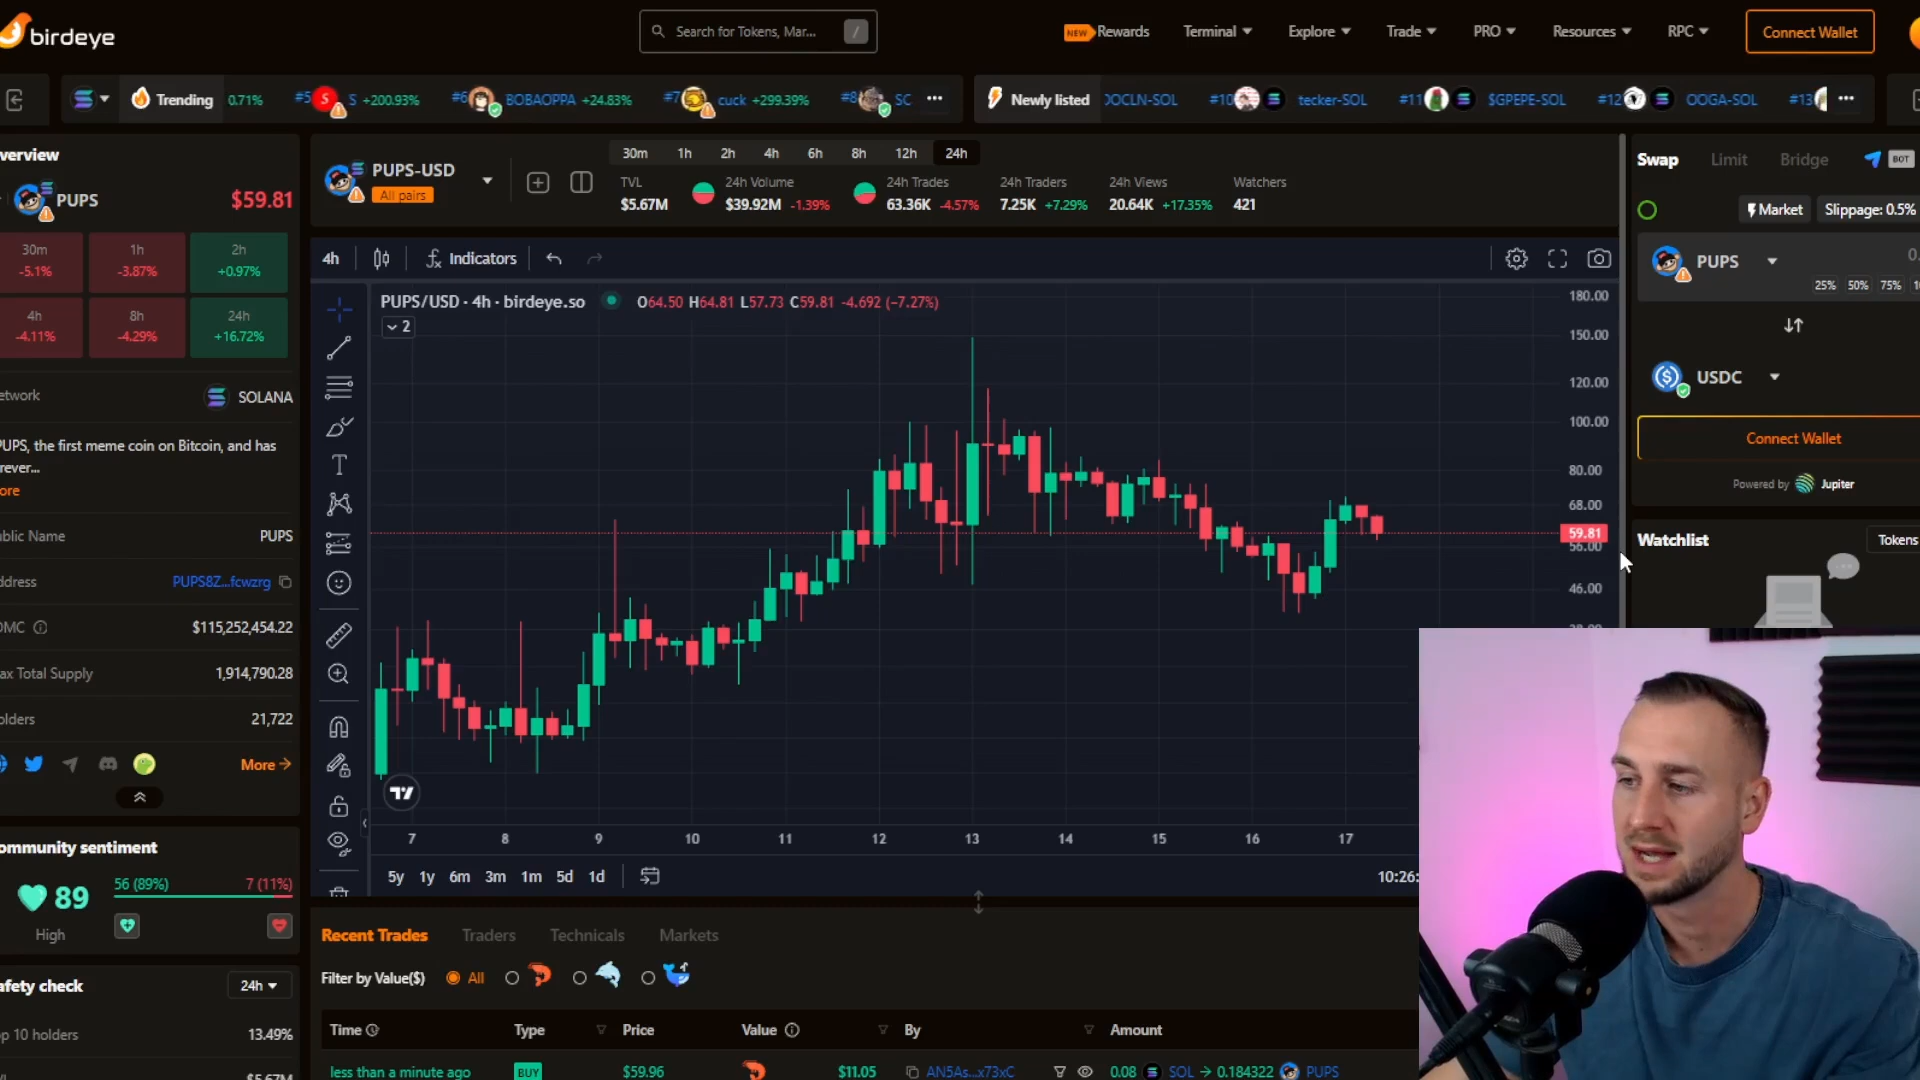 birdeye
Search for Tokens, Mar... /
NEW Rewards Terminal Explore Trade PRO Resources RPC Connect Wallet
Trending 0.71% #5 S +200.93% #6 BOBAOPPA +24.83% #7 cuck +299.39% #8 SC ...
Newly listed DOCLN-SOL #10 tecker-SOL #11 $GPEPE-SOL #12 OOGA-SOL #13 ...
verview
PUPS $59.81
30m -5.1%
1h -3.87%
2h +0.97%
4h -4.11%
8h -4.29%
24h +16.72%
etwork SOLANA
PUPS, the first meme coin on Bitcoin, and has
rever...
ore
ublic Name PUPS
ddress PUPS8Z...fcwzrg
DMC $115,252,454.22
ax Total Supply 1,914,790.28
olders 21,722
More
ommunity sentiment
89
High
56 (89%) 7 (11%)
afety check 24h
op 10 holders 13.49%
$5.67M
PUPS-USD
All pairs
30m 1h 2h 4h 6h 8h 12h 24h
TVL
$5.67M
24h Volume
$39.92M -1.39%
24h Trades
63.36K -4.57%
24h Traders
7.25K +7.29%
24h Views
20.64K +17.35%
Watchers
421
4h Indicators
PUPS/USD · 4h · birdeye.so O64.50 H64.81 L57.73 C59.81 -4.692 (−7.27%)
2
180.00
150.00
120.00
100.00
80.00
68.00
59.81
56.00
46.00
38.00
7 8 9 10 11 12 13 14 15 16 17
5y 1y 6m 3m 1m 5d 1d 10:26:
Recent Trades Traders Technicals Markets
Filter by Value($) All
Time Type Price Value By Amount
less than a minute ago BUY $59.96 $11.05 AN5As...x73xC 0.08 SOL → 0.184322 PUPS
Swap Limit Bridge BOT
Market Slippage: 0.5%
PUPS 0.
25% 50% 75% 1
USDC
Connect Wallet
Powered by Jupiter
Watchlist Tokens